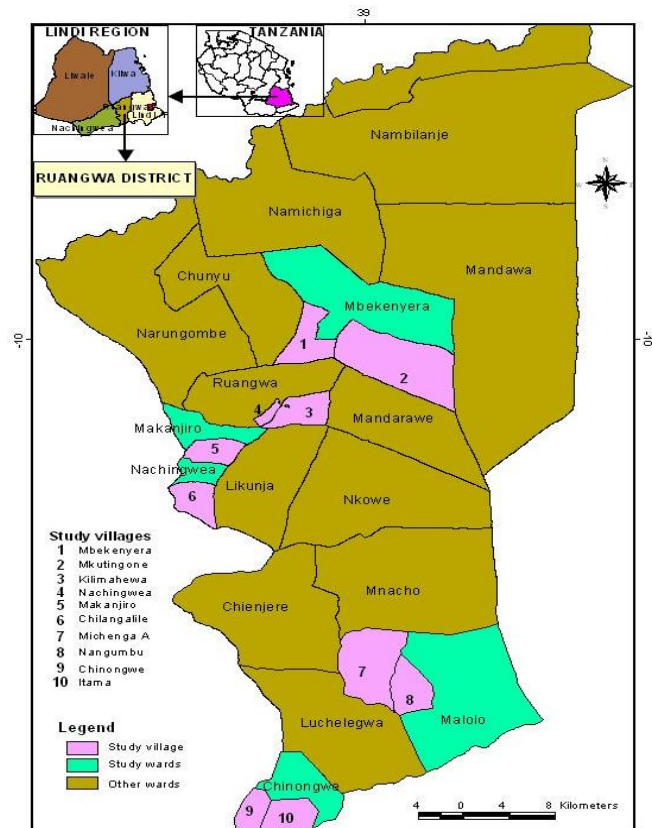 39
LINDI REGION
Liwale
Kilwa
Ruangwa
Lindi
Nachingwea
TANZANIA
RUANGWA DISTRICT
Nambilanje
Namichiga
Mandawa
Chunyu
Mbekenyera
-10
-10
Narungombe
1
2
Ruangwa
4
3
Mandarawe
Makanjiro
5
Nachingwea
6
Likunja
Nkowe
Study villages
1 Mbekenyera
2 Mkutingone
3 Kilimahewa
4 Nachingwea
5 Makanjiro
6 Chilangalile
7 Michenga A
8 Nangumbu
9 Chinongwe
10 Itama
Chienjere
Mnacho
7
8
Luchelegwa
Malolo
Legend
Study village
Study wards
Other wards
Chinongwe
9
10
4 0 4 8 Kilometers
39